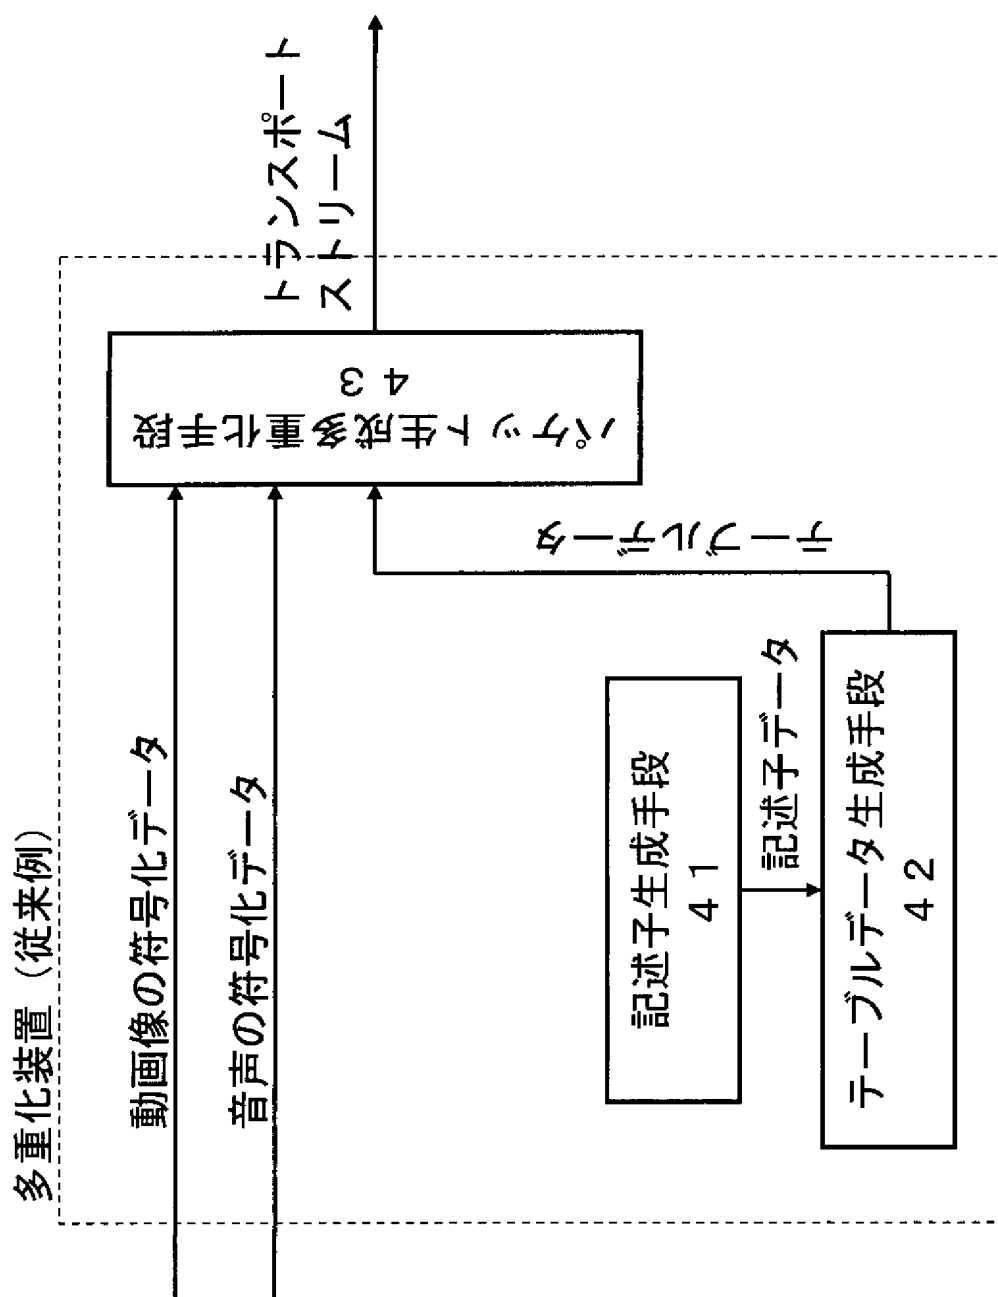 多重化装置（従来例）
動画像の符号化データ
音声の符号化データ
記述子生成手段
４１
記述子データ
テーブルデータ生成手段
４２
テーブルデータ
パケット生成多重化手段
４３
トランスポート
ストリーム